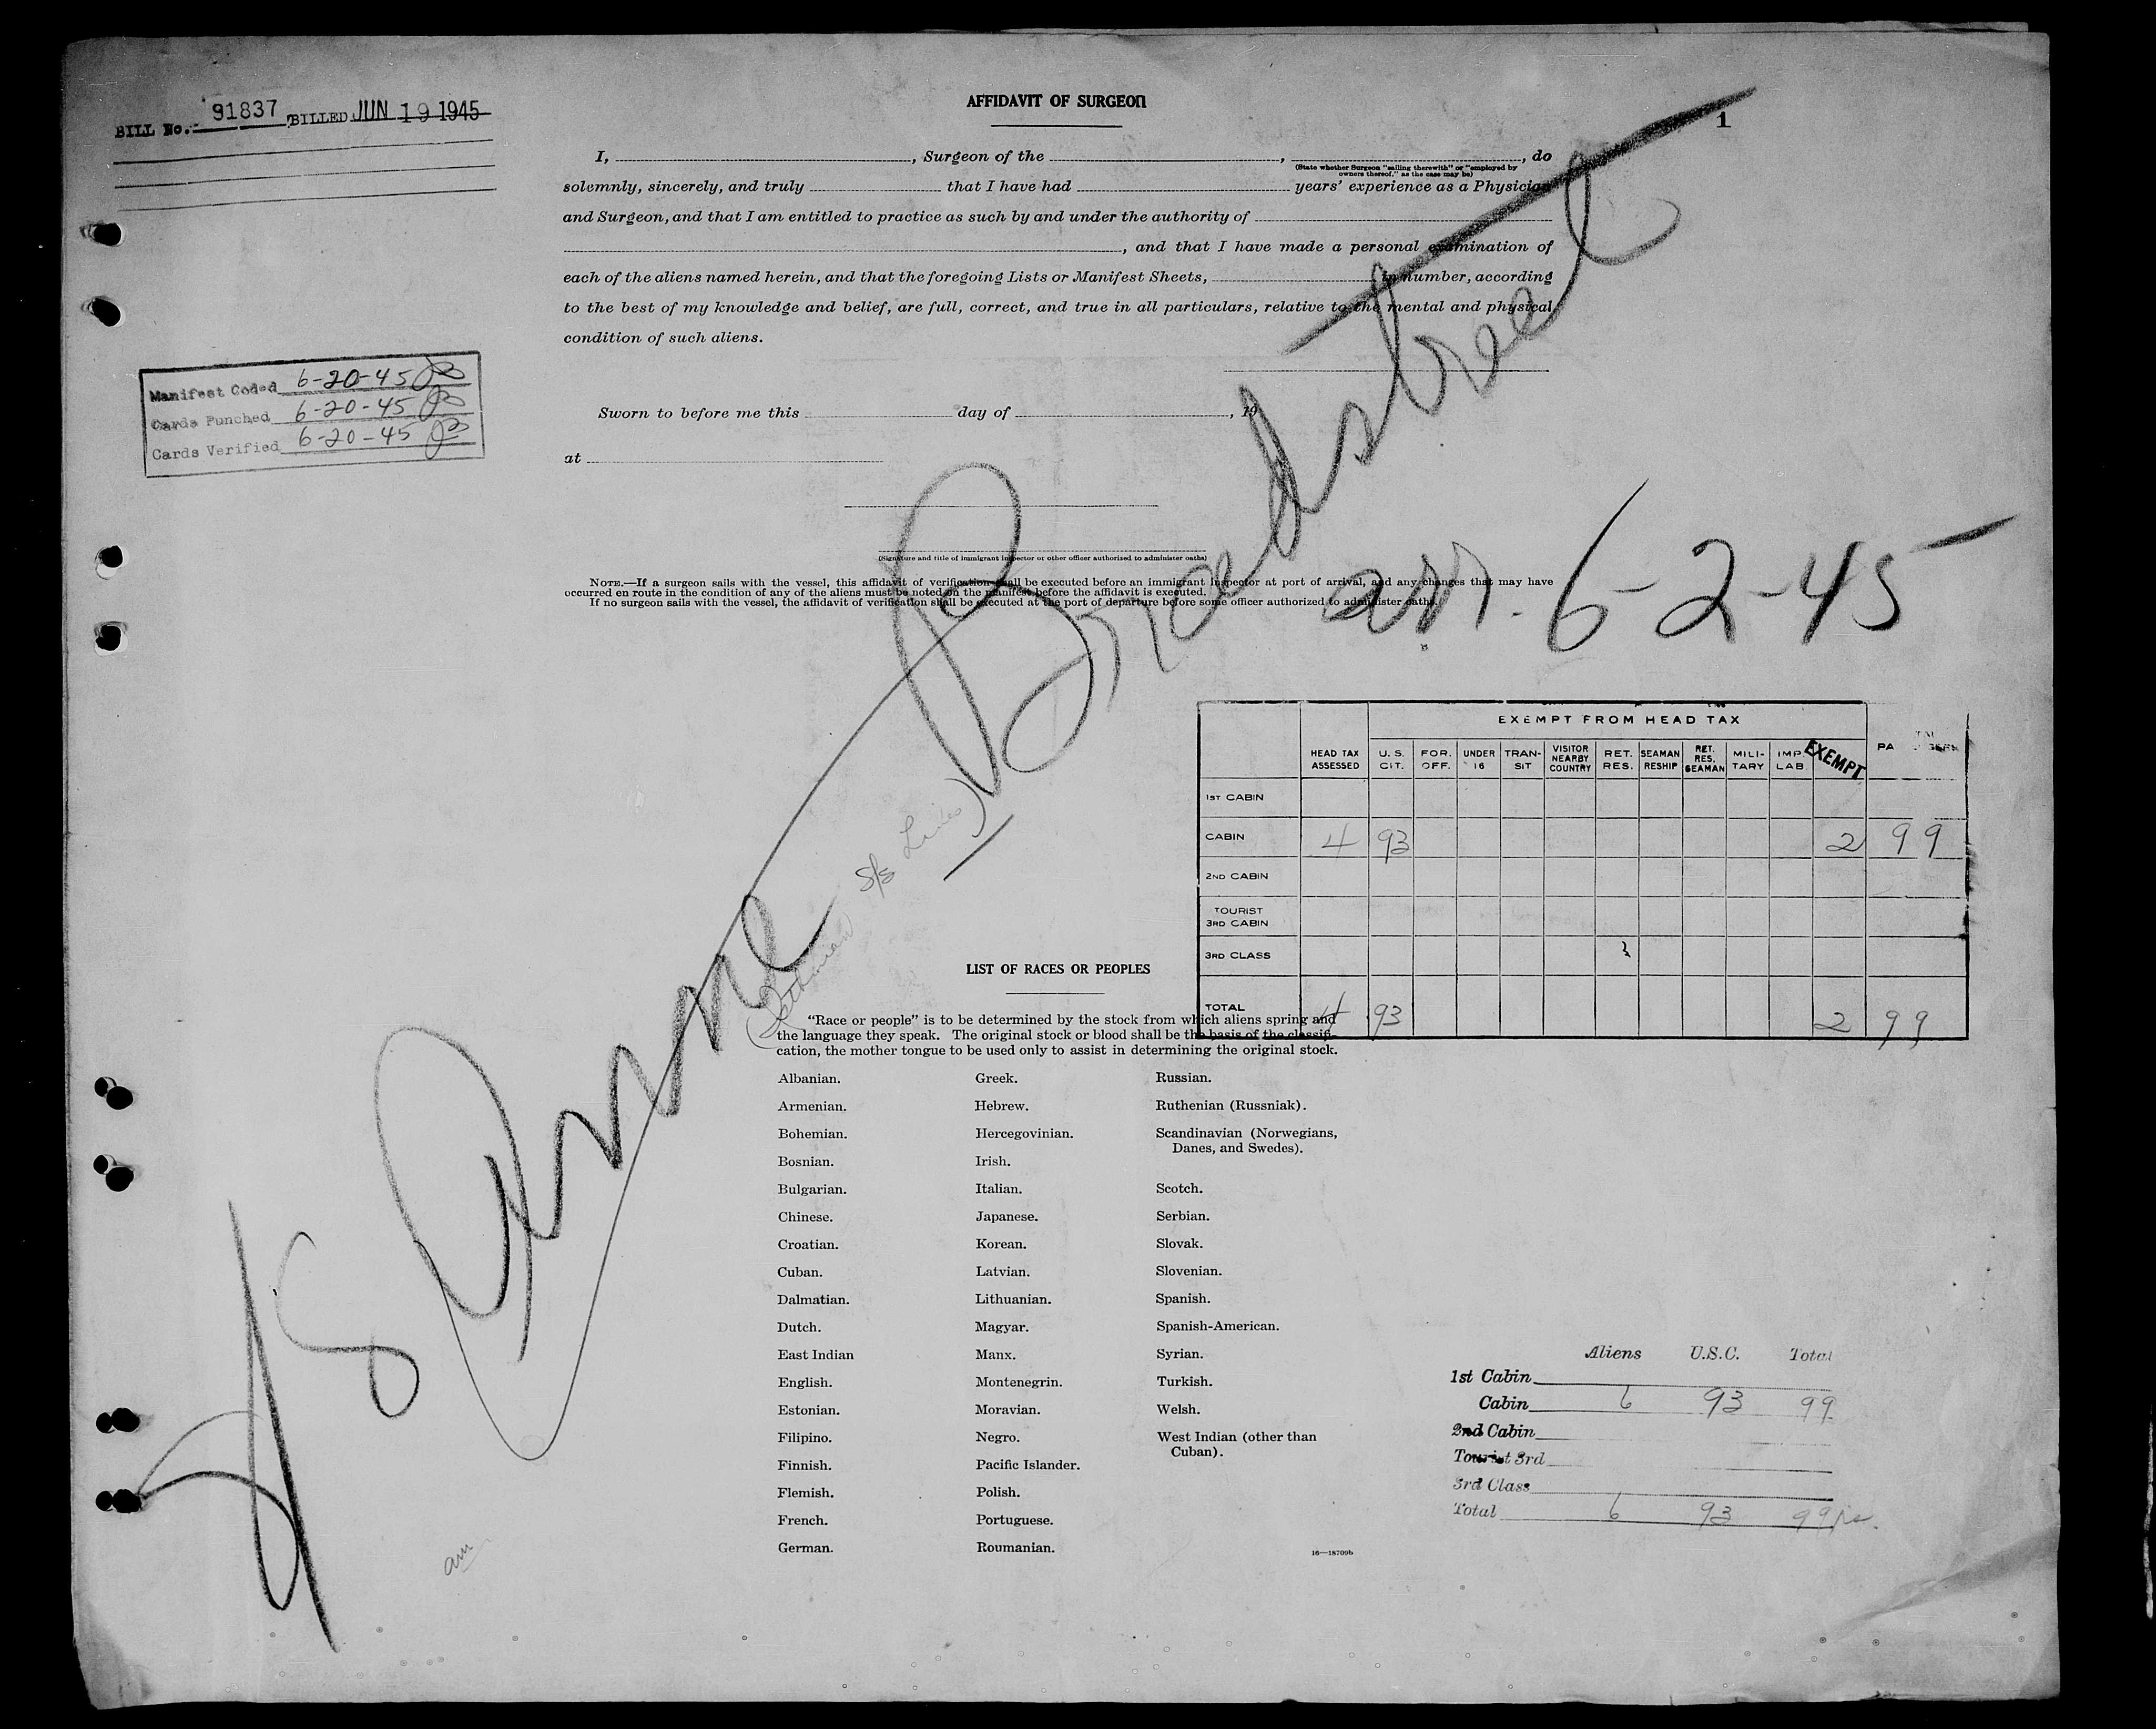 BILL No. 91837 BILLED JUN 19 1945
AFFIDAVIT OF SURGEON
1
I, , Surgeon of the , , do
(State whether Surgeon "sailing therewith" or "employed by
owners thereof," as the case may be)
solemnly, sincerely, and truly that I have had years' experience as a Physician
and Surgeon, and that I am entitled to practice as such by and under the authority of
, and that I have made a personal examination of
each of the aliens named herein, and that the foregoing Lists or Manifest Sheets, in number, according
to the best of my knowledge and belief, are full, correct, and true in all particulars, relative to the mental and physical
condition of such aliens.
Manifest Coded 6-20-45
Cards Punched 6-20-45
Cards Verified 6-20-45
Sworn to before me this day of , 19
at
(Signature and title of immigrant inspector or other officer authorized to administer oaths)
NOTE.—If a surgeon sails with the vessel, this affidavit of verification shall be executed before an immigrant inspector at port of arrival, and any changes that may have
occurred en route in the condition of any of the aliens must be noted on the manifest before the affidavit is executed.
If no surgeon sails with the vessel, the affidavit of verification shall be executed at the port of departure before some officer authorized to administer oaths.
SS Anne Bradstreet
arr. 6-2-45
S/S Lines)
EXEMPT FROM HEAD TAX
HEAD TAX ASSESSED U. S. CIT. FOR. OFF. UNDER 16 TRANSIT VISITOR NEARBY COUNTRY RET. RES. SEAMAN RESHIP RET. RES. SEAMAN MILITARY IMP. LAB EXEMPT PA
1ST CABIN
CABIN 4 93 2 99
2ND CABIN
TOURIST
3RD CABIN
3RD CLASS
TOTAL 4 93 2 99
LIST OF RACES OR PEOPLES
"Race or people" is to be determined by the stock from which aliens spring and
the language they speak. The original stock or blood shall be the basis of the classifi-
cation, the mother tongue to be used only to assist in determining the original stock.
Albanian. Greek. Russian.
Armenian. Hebrew. Ruthenian (Russniak).
Bohemian. Hercegovinian. Scandinavian (Norwegians,
Danes, and Swedes).
Bosnian. Irish.
Bulgarian. Italian. Scotch.
Chinese. Japanese. Serbian.
Croatian. Korean. Slovak.
Cuban. Latvian. Slovenian.
Dalmatian. Lithuanian. Spanish.
Dutch. Magyar. Spanish-American.
East Indian Manx. Syrian.
English. Montenegrin. Turkish.
Estonian. Moravian. Welsh.
Filipino. Negro. West Indian (other than
Cuban).
Finnish. Pacific Islander.
Flemish. Polish.
French. Portuguese.
German. Roumanian.
16—18709b
Aliens U.S.C. Total
1st Cabin
Cabin 6 93 99
2nd Cabin
Tourist 3rd
3rd Class
Total 6 93 99
am